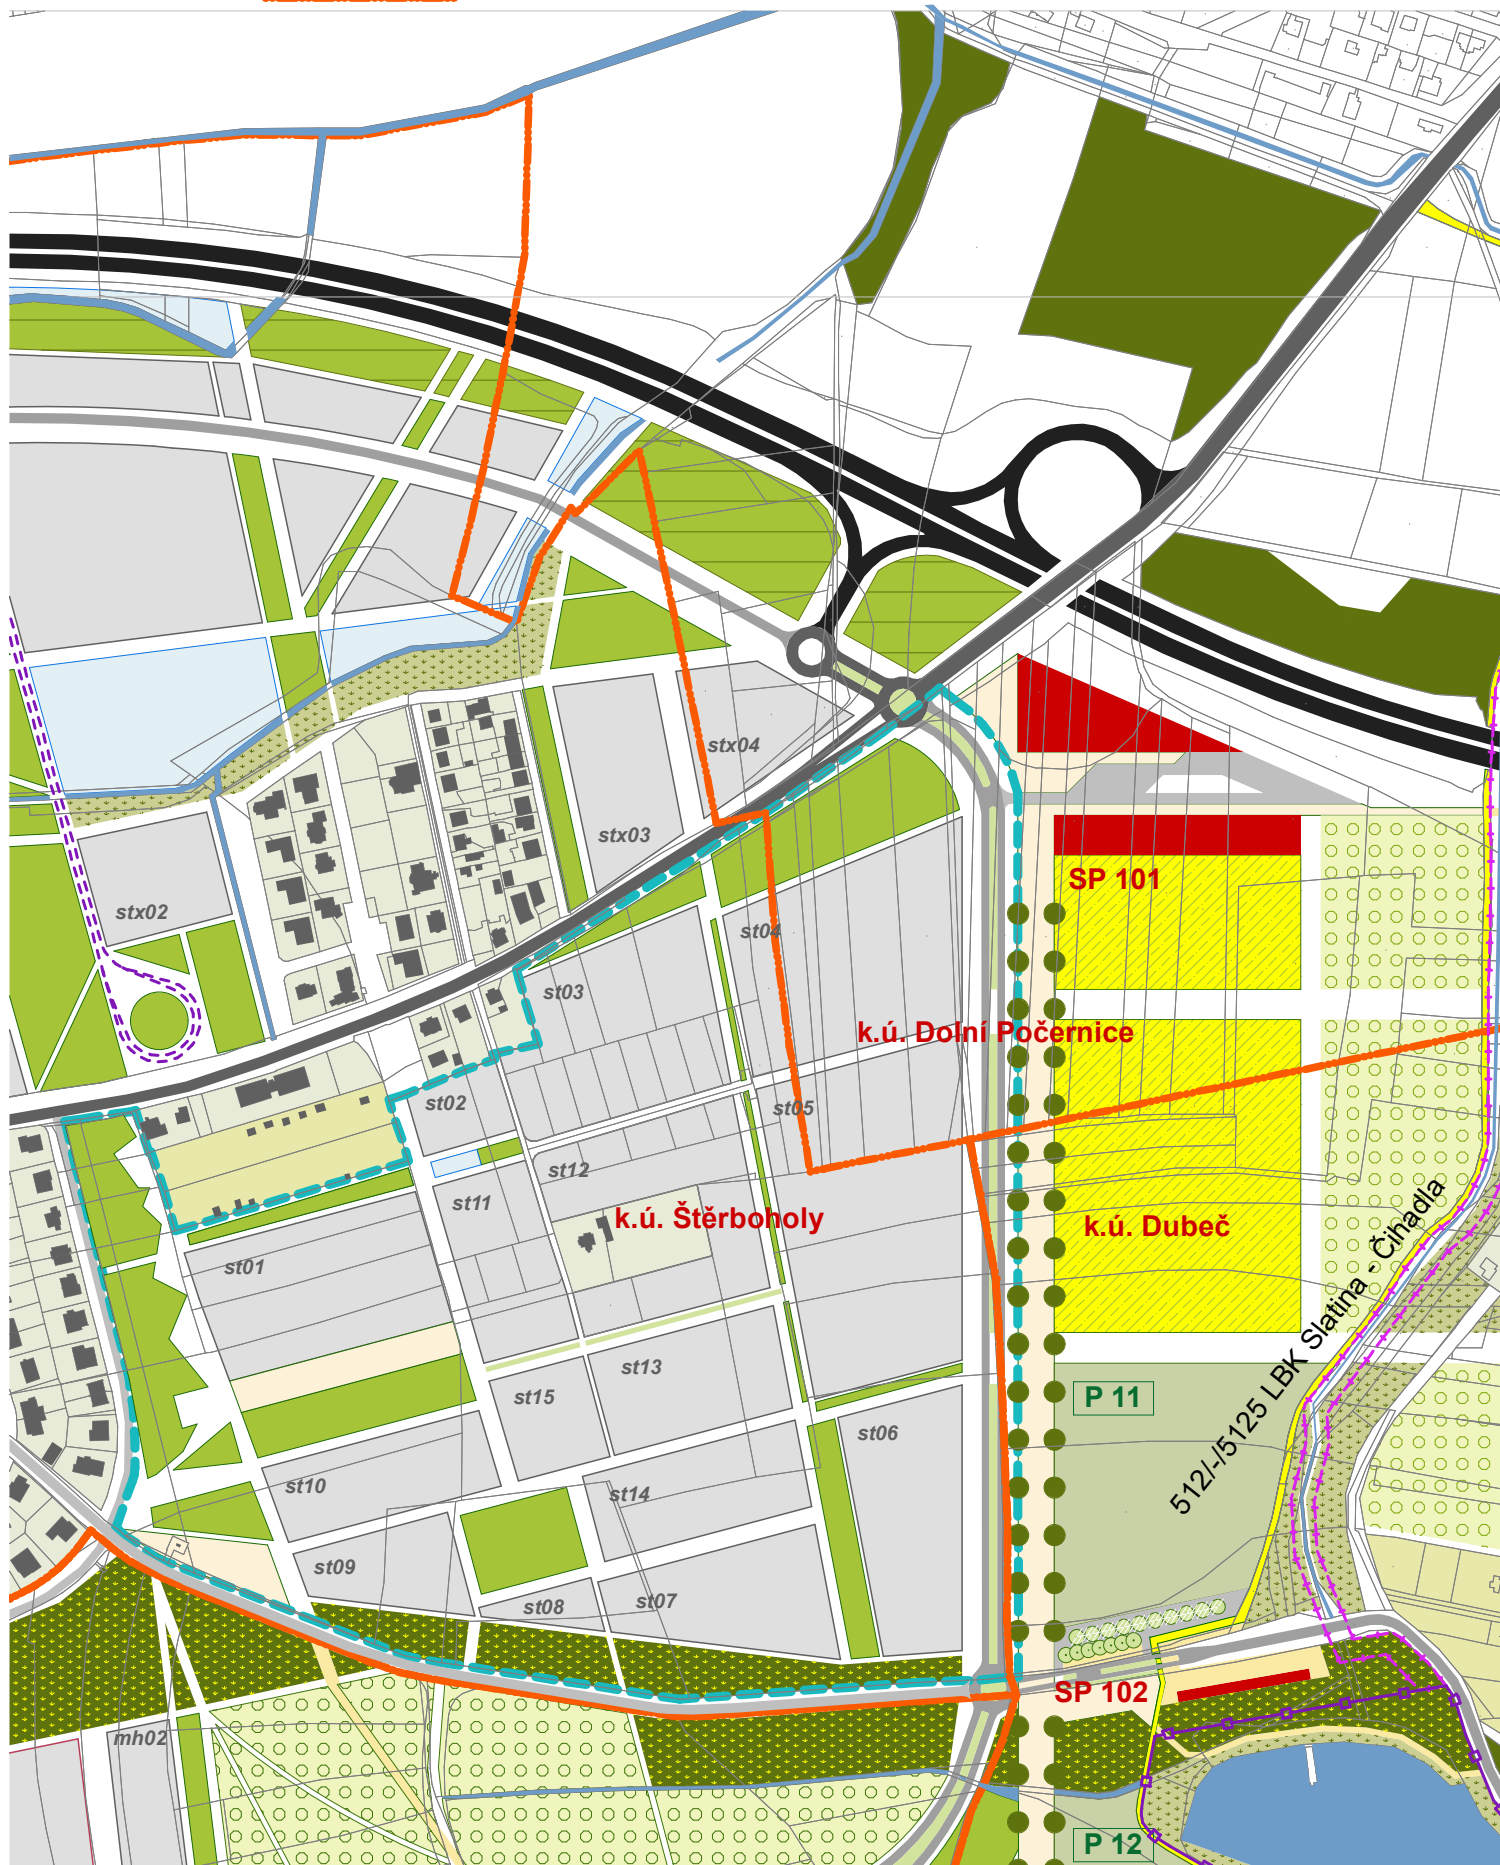 stx04
stx03
SP 101
stx02
st04
st03
k.ú. Dolní Počernice
st02
st05
st12
st11
k.ú. Štěrboholy
k.ú. Dubeč
st01
512/-/5125 LBK Slatina - Čihadla
st13
st15
P 11
st06
st10
st14
st09
st08
st07
SP 102
mh02
P 12